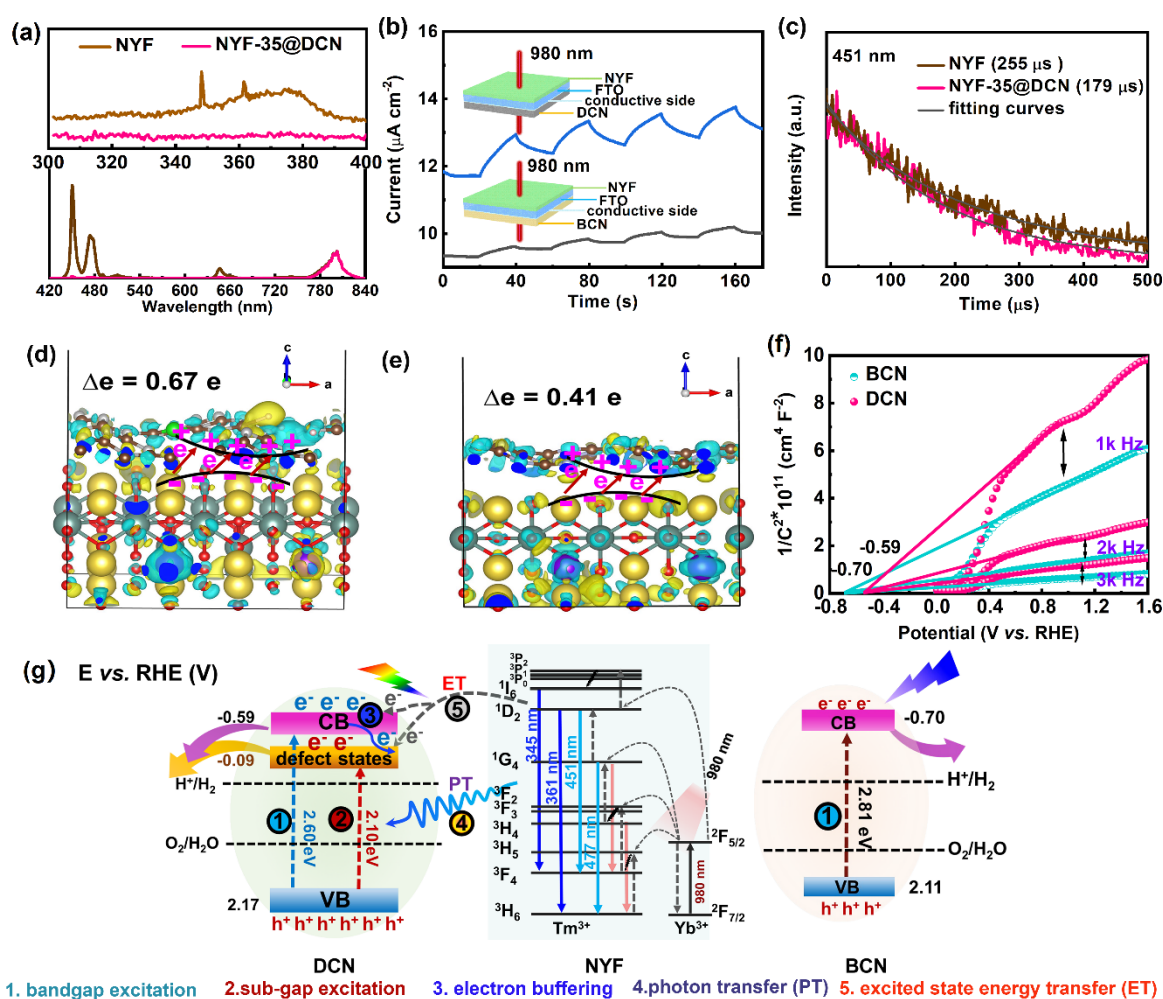 (a)
NYF
NYF-35@DCN
300 320 340 360 380 400
420 480 540 600 660 720 780 840
Wavelength (nm)
(b)
Current (μA cm-2)
16
14
12
10
980 nm
NYF
FTO
conductive side
DCN
980 nm
NYF
FTO
conductive side
BCN
0 40 80 120 160
Time (s)
(c)
451 nm
NYF (255 μs )
NYF-35@DCN (179 μs)
fitting curves
Intensity (a.u.)
0 100 200 300 400 500
Time (μs)
(d)
Δe = 0.67 e
c
a
+ + + + +
e e e
- - - - -
(e)
Δe = 0.41 e
c
a
+ + + + +
e e e
- - - - -
(f)
1/C2*1011 (cm4 F-2)
10
8
6
4
2
0
BCN
DCN
1k Hz
2k Hz
3k Hz
-0.59
-0.70
-0.8 -0.4 0.0 0.4 0.8 1.2 1.6
Potential (V vs. RHE)
(g) E vs. RHE (V)
-0.59
-0.09
H+/H2
O2/H2O
2.17
e- e- e- e-
CB
3
e- e-
e- e-
defect states
1
2.60 eV
2
2.10 eV
VB
h+ h+ h+ h+ h+ h+
ET
5
PT
4
3P2
3P1
3P0
1I6
1D2
1G4
3F2
3F3
3H4
3H5
3F4
3H6
345 nm
361 nm
451 nm
477 nm
980 nm
980 nm
2F5/2
2F7/2
Tm3+
Yb3+
e- e- e-
CB
-0.70
H+/H2
1
2.81 eV
O2/H2O
VB
2.11
h+ h+ h+
DCN
NYF
BCN
1. bandgap excitation 2.sub-gap excitation 3. electron buffering 4.photon transfer (PT) 5. excited state energy transfer (ET)